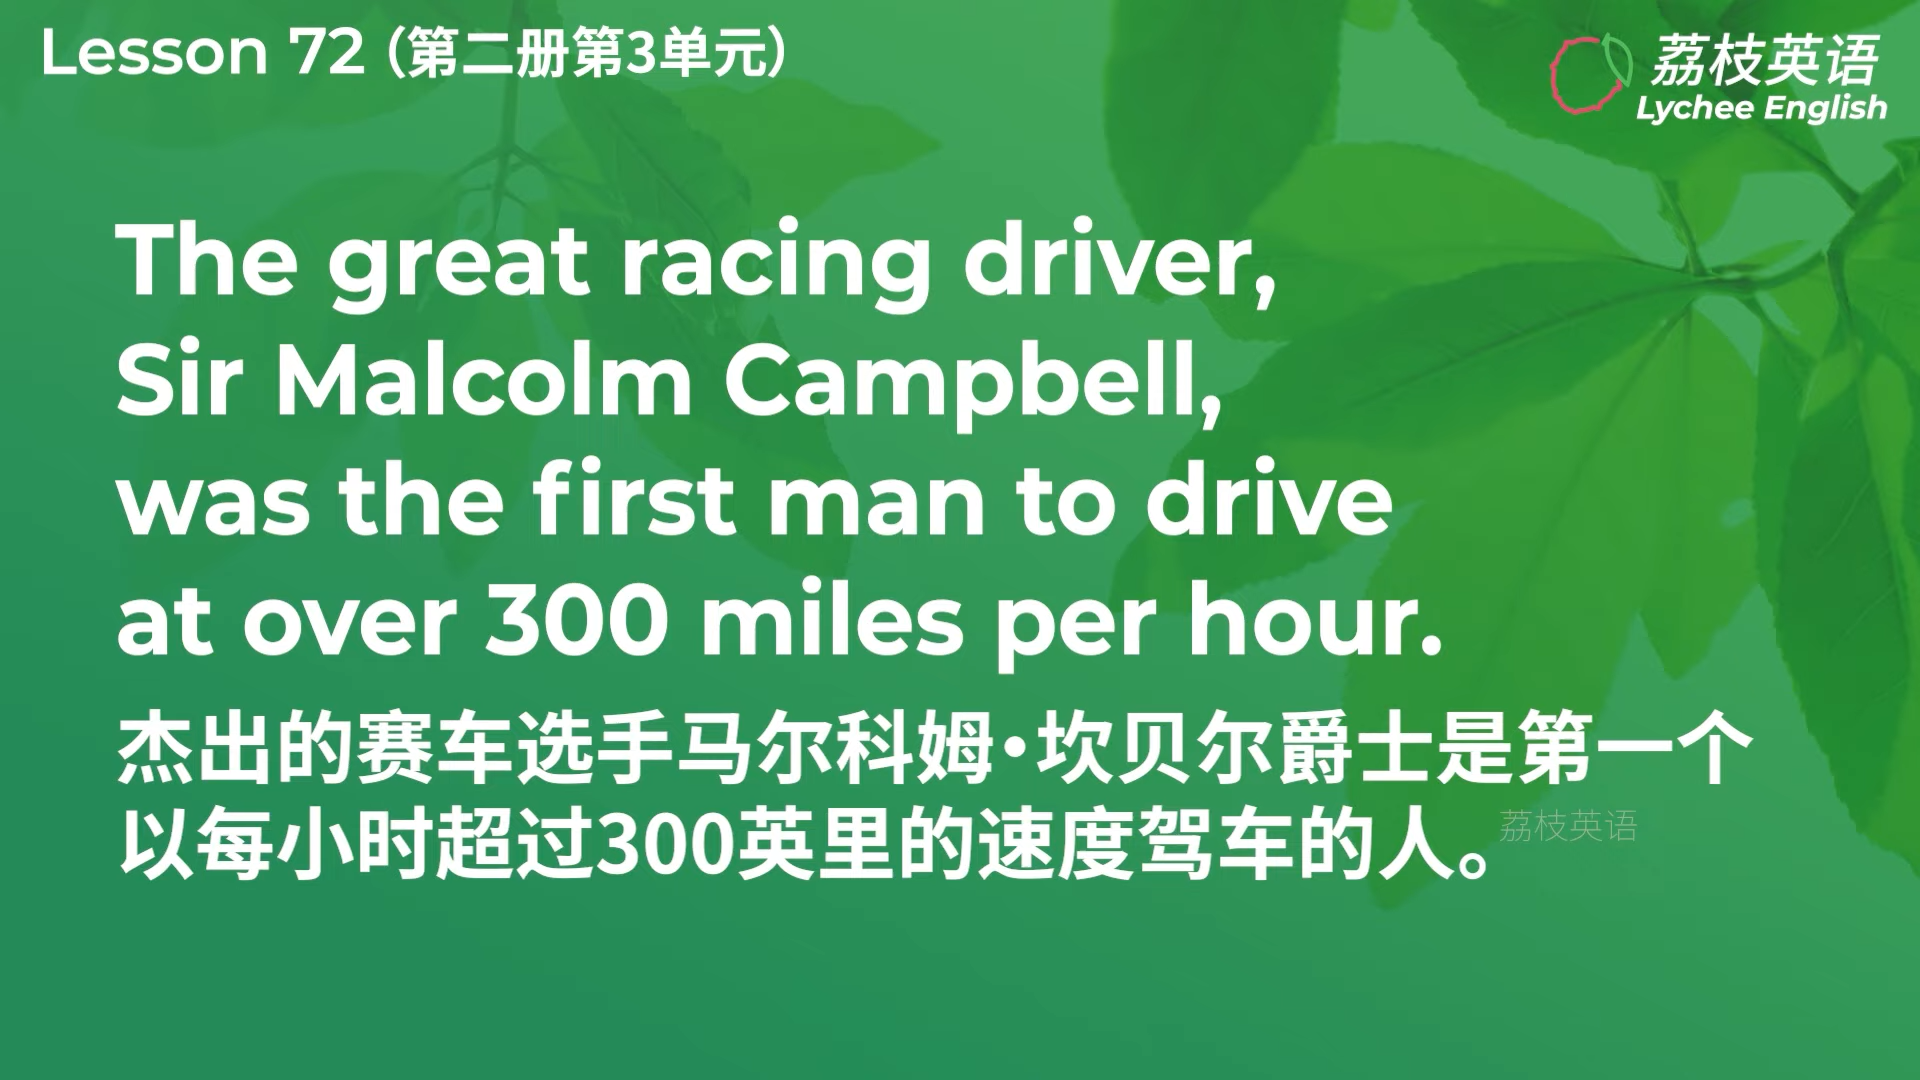 Lesson 72（第二册第3单元）
荔枝英语
Lychee English
The great racing driver,
Sir Malcolm Campbell,
was the first man to drive
at over 300 miles per hour.
杰出的赛车选手马尔科姆•坎贝尔爵士是第一个
以每小时超过300英里的速度驾车的人。
荔枝英语